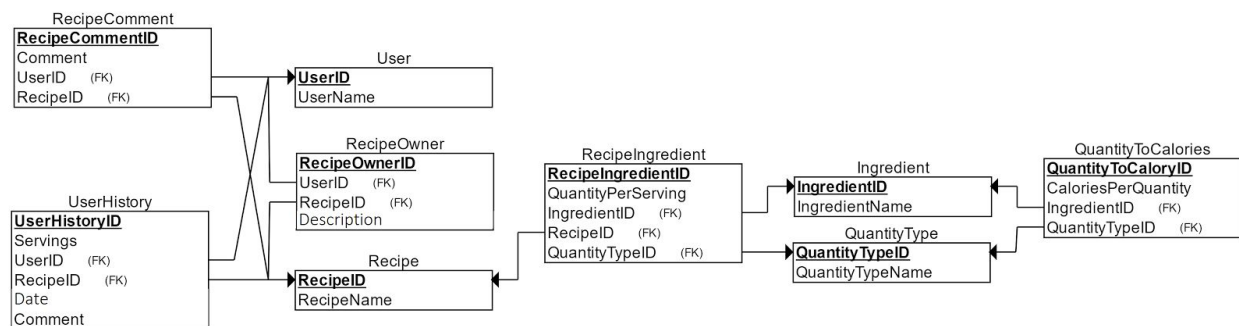 RecipeComment
RecipeCommentID
Comment
UserID (FK)
RecipeID (FK)
User
UserID
UserName
RecipeOwner
RecipeOwnerID
UserID (FK)
RecipeID (FK)
Description
UserHistory
UserHistoryID
Servings
UserID (FK)
RecipeID (FK)
Date
Comment
Recipe
RecipeID
RecipeName
RecipeIngredient
RecipeIngredientID
QuantityPerServing
IngredientID (FK)
RecipeID (FK)
QuantityTypeID (FK)
Ingredient
IngredientID
IngredientName
QuantityType
QuantityTypeID
QuantityTypeName
QuantityToCalories
QuantityToCaloryID
CaloriesPerQuantity
IngredientID (FK)
QuantityTypeID (FK)